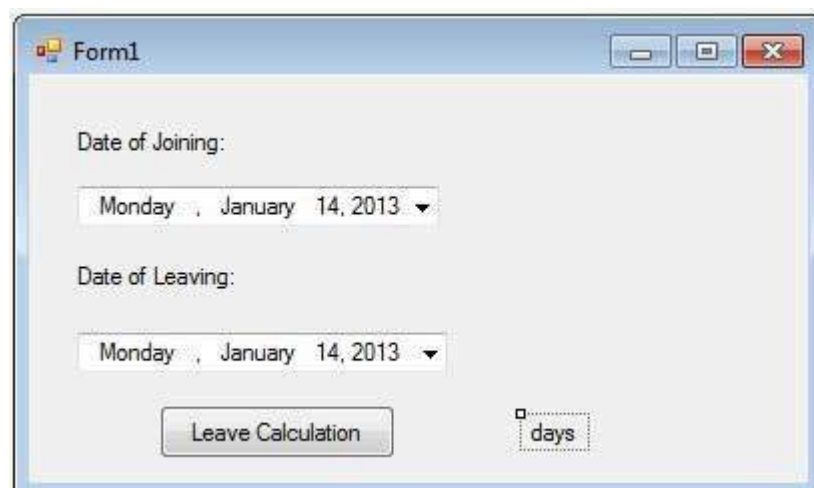 Form1
Date of Joining:
Monday , January 14, 2013
Date of Leaving:
Monday , January 14, 2013
Leave Calculation days